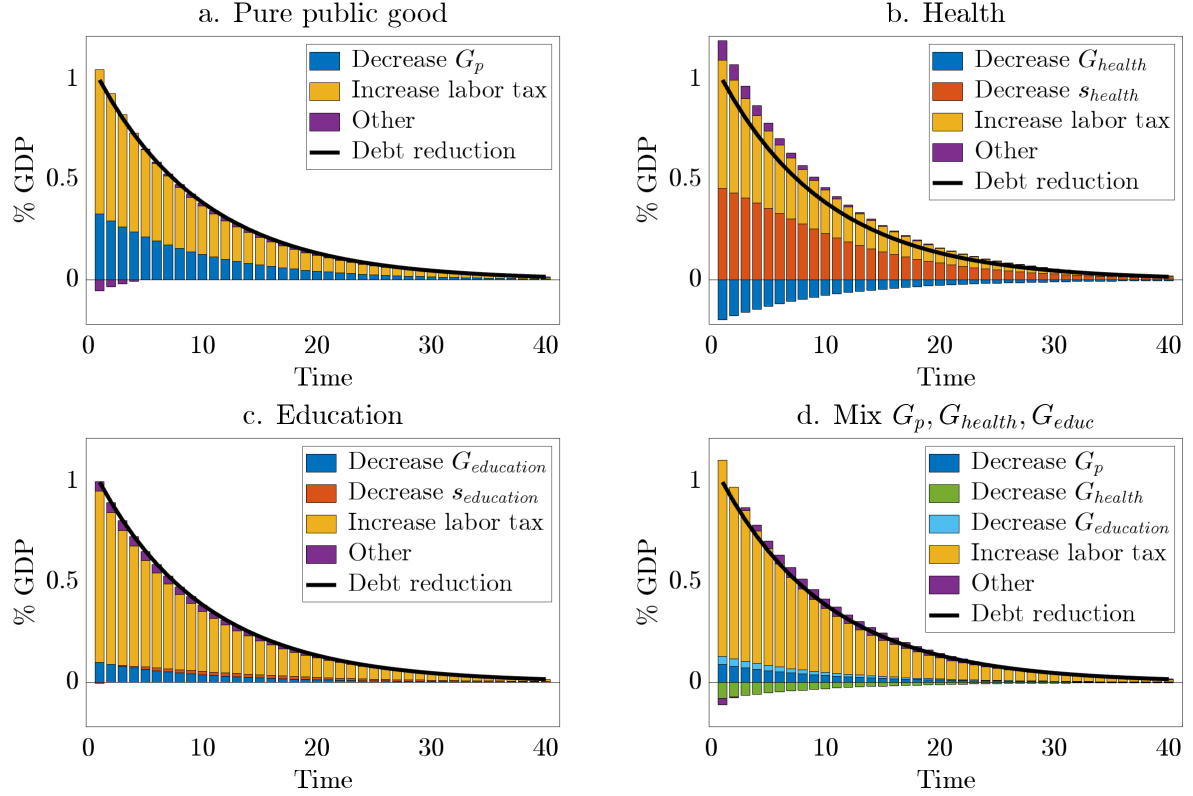 a. Pure public good
Decrease G_p
Increase labor tax
Other
Debt reduction
% GDP
1
0.5
0
0 10 20 30 40
Time
b. Health
Decrease G_health
Decrease s_health
Increase labor tax
Other
Debt reduction
% GDP
1
0.5
0
0 10 20 30 40
Time
c. Education
Decrease G_education
Decrease s_education
Increase labor tax
Other
Debt reduction
% GDP
1
0.5
0
0 10 20 30 40
Time
d. Mix G_p, G_health, G_educ
Decrease G_p
Decrease G_health
Decrease G_education
Increase labor tax
Other
Debt reduction
% GDP
1
0.5
0
0 10 20 30 40
Time